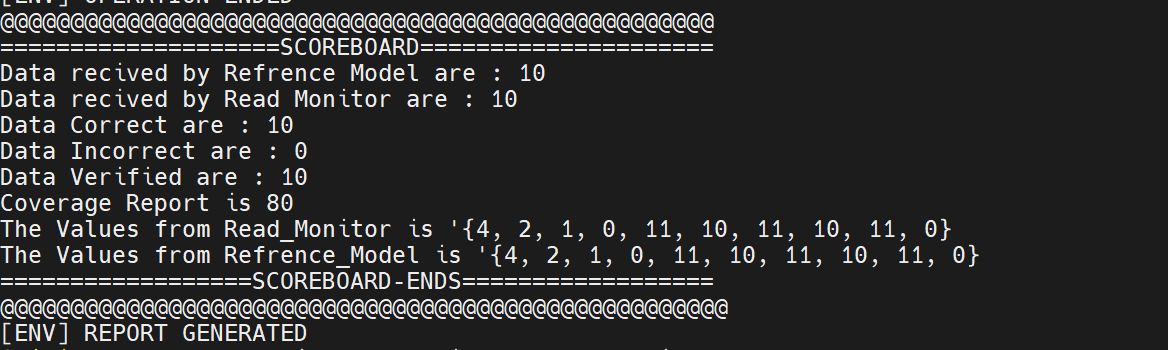 [ENV] OPERATION ENDED
@@@@@@@@@@@@@@@@@@@@@@@@@@@@@@@@@@@@@@@@@@@@@@@@@@@
====================SCOREBOARD=====================
Data recived by Refrence Model are : 10
Data recived by Read Monitor are : 10
Data Correct are : 10
Data Incorrect are : 0
Data Verified are : 10
Coverage Report is 80
The Values from Read_Monitor is '{4, 2, 1, 0, 11, 10, 11, 10, 11, 0}
The Values from Refrence_Model is '{4, 2, 1, 0, 11, 10, 11, 10, 11, 0}
==================SCOREBOARD-ENDS==================
@@@@@@@@@@@@@@@@@@@@@@@@@@@@@@@@@@@@@@@@@@@@@@@@@@@@
[ENV] REPORT GENERATED